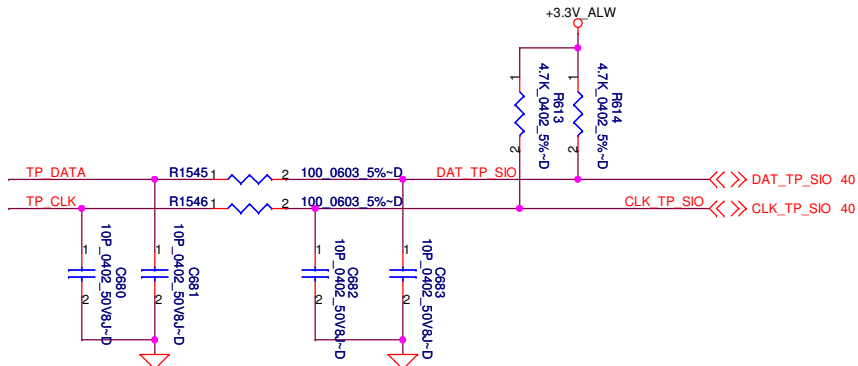 +3.3V_ALW
1
1
4.7K_0402_5%~D
R613
4.7K_0402_5%~D
R614
2
2
TP_DATA
R1545 1
2 100_0603_5%~D
DAT_TP_SIO
DAT_TP_SIO 40
TP_CLK
R1546 1
2 100_0603_5%~D
CLK_TP_SIO
CLK_TP_SIO 40
1
2
10P_0402_50V8J~D
C680
1
2
10P_0402_50V8J~D
C681
1
2
10P_0402_50V8J~D
C682
1
2
10P_0402_50V8J~D
C683